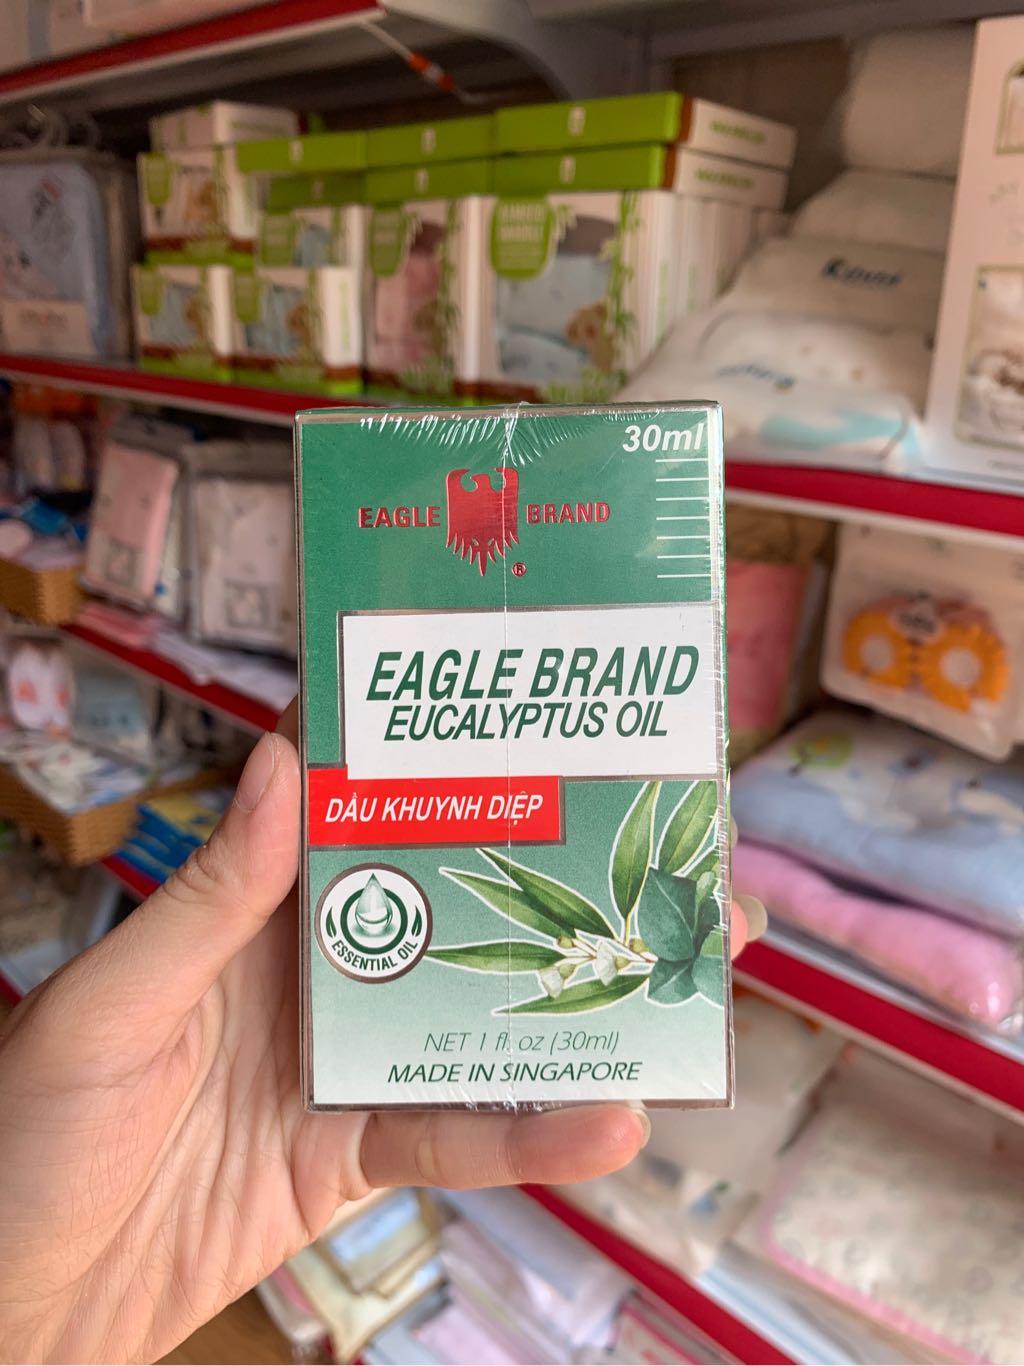 30ml
EAGLE BRAND
®
EAGLE BRAND
EUCALYPTUS OIL
DẦU KHUYNH DIỆP
ESSENTIAL OIL
NET 1 fl. oz (30ml)
MADE IN SINGAPORE